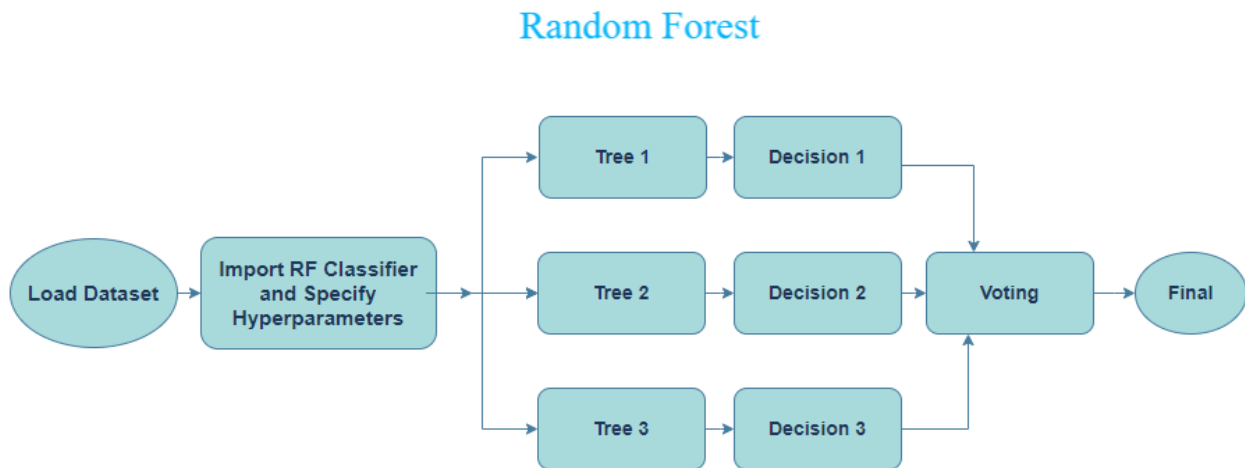 Random Forest
Load Dataset
Import RF Classifier
and Specify
Hyperparameters
Tree 1
Decision 1
Tree 2
Decision 2
Voting
Final
Tree 3
Decision 3